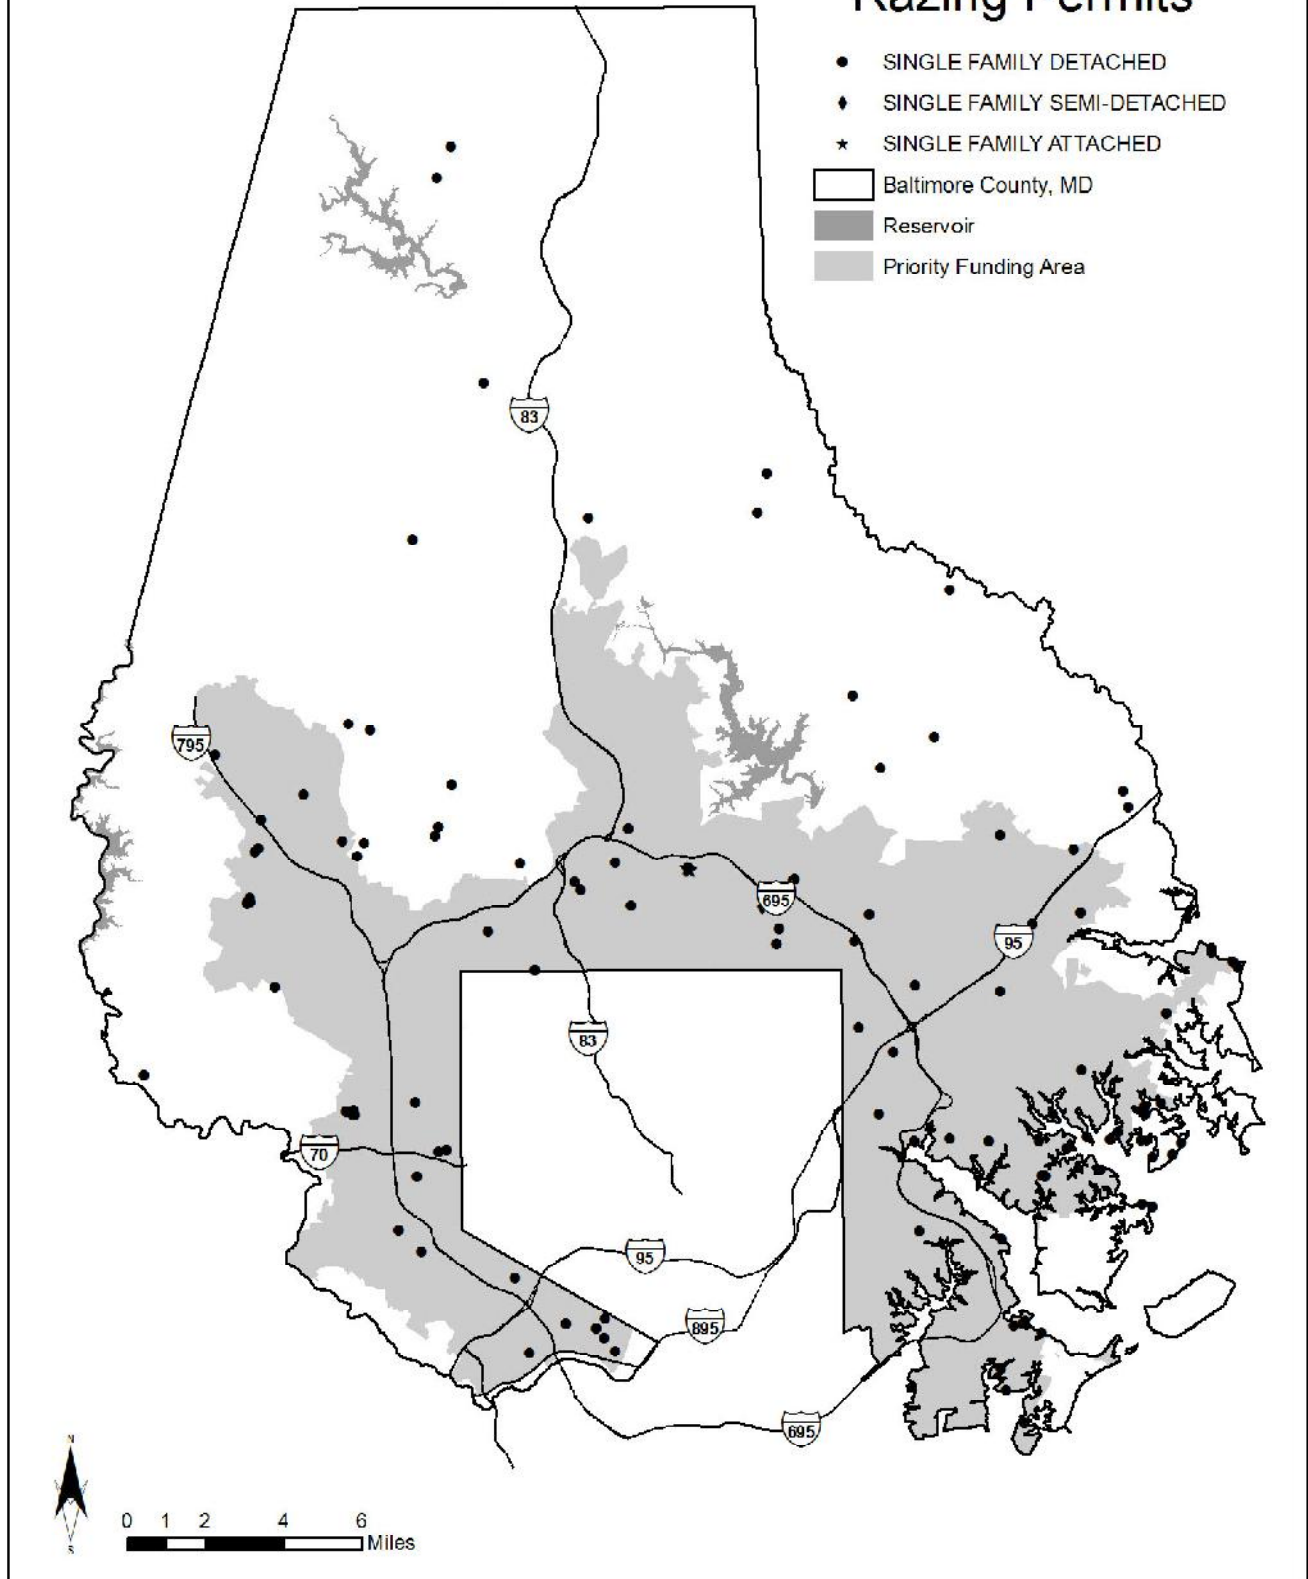 Razing Permits
SINGLE FAMILY DETACHED
SINGLE FAMILY SEMI-DETACHED
SINGLE FAMILY ATTACHED
Baltimore County, MD
Reservoir
Priority Funding Area
83
795
695
95
83
70
95
895
695
N
S
0 1 2 4 6
Miles